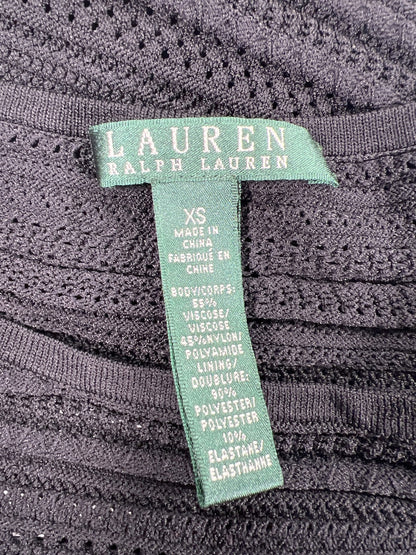 LAUREN
RALPH LAUREN
XS
MADE IN
CHINA
FABRIQUE EN
CHINE
BODY/CORPS:
55%
VISCOSE/
VISCOSE
45%NYLON/
POLYAMIDE
LINING/
DOUBLURE:
90%
POLYESTER/
POLYESTER
10%
ELASTANE/
ELASTHANNE